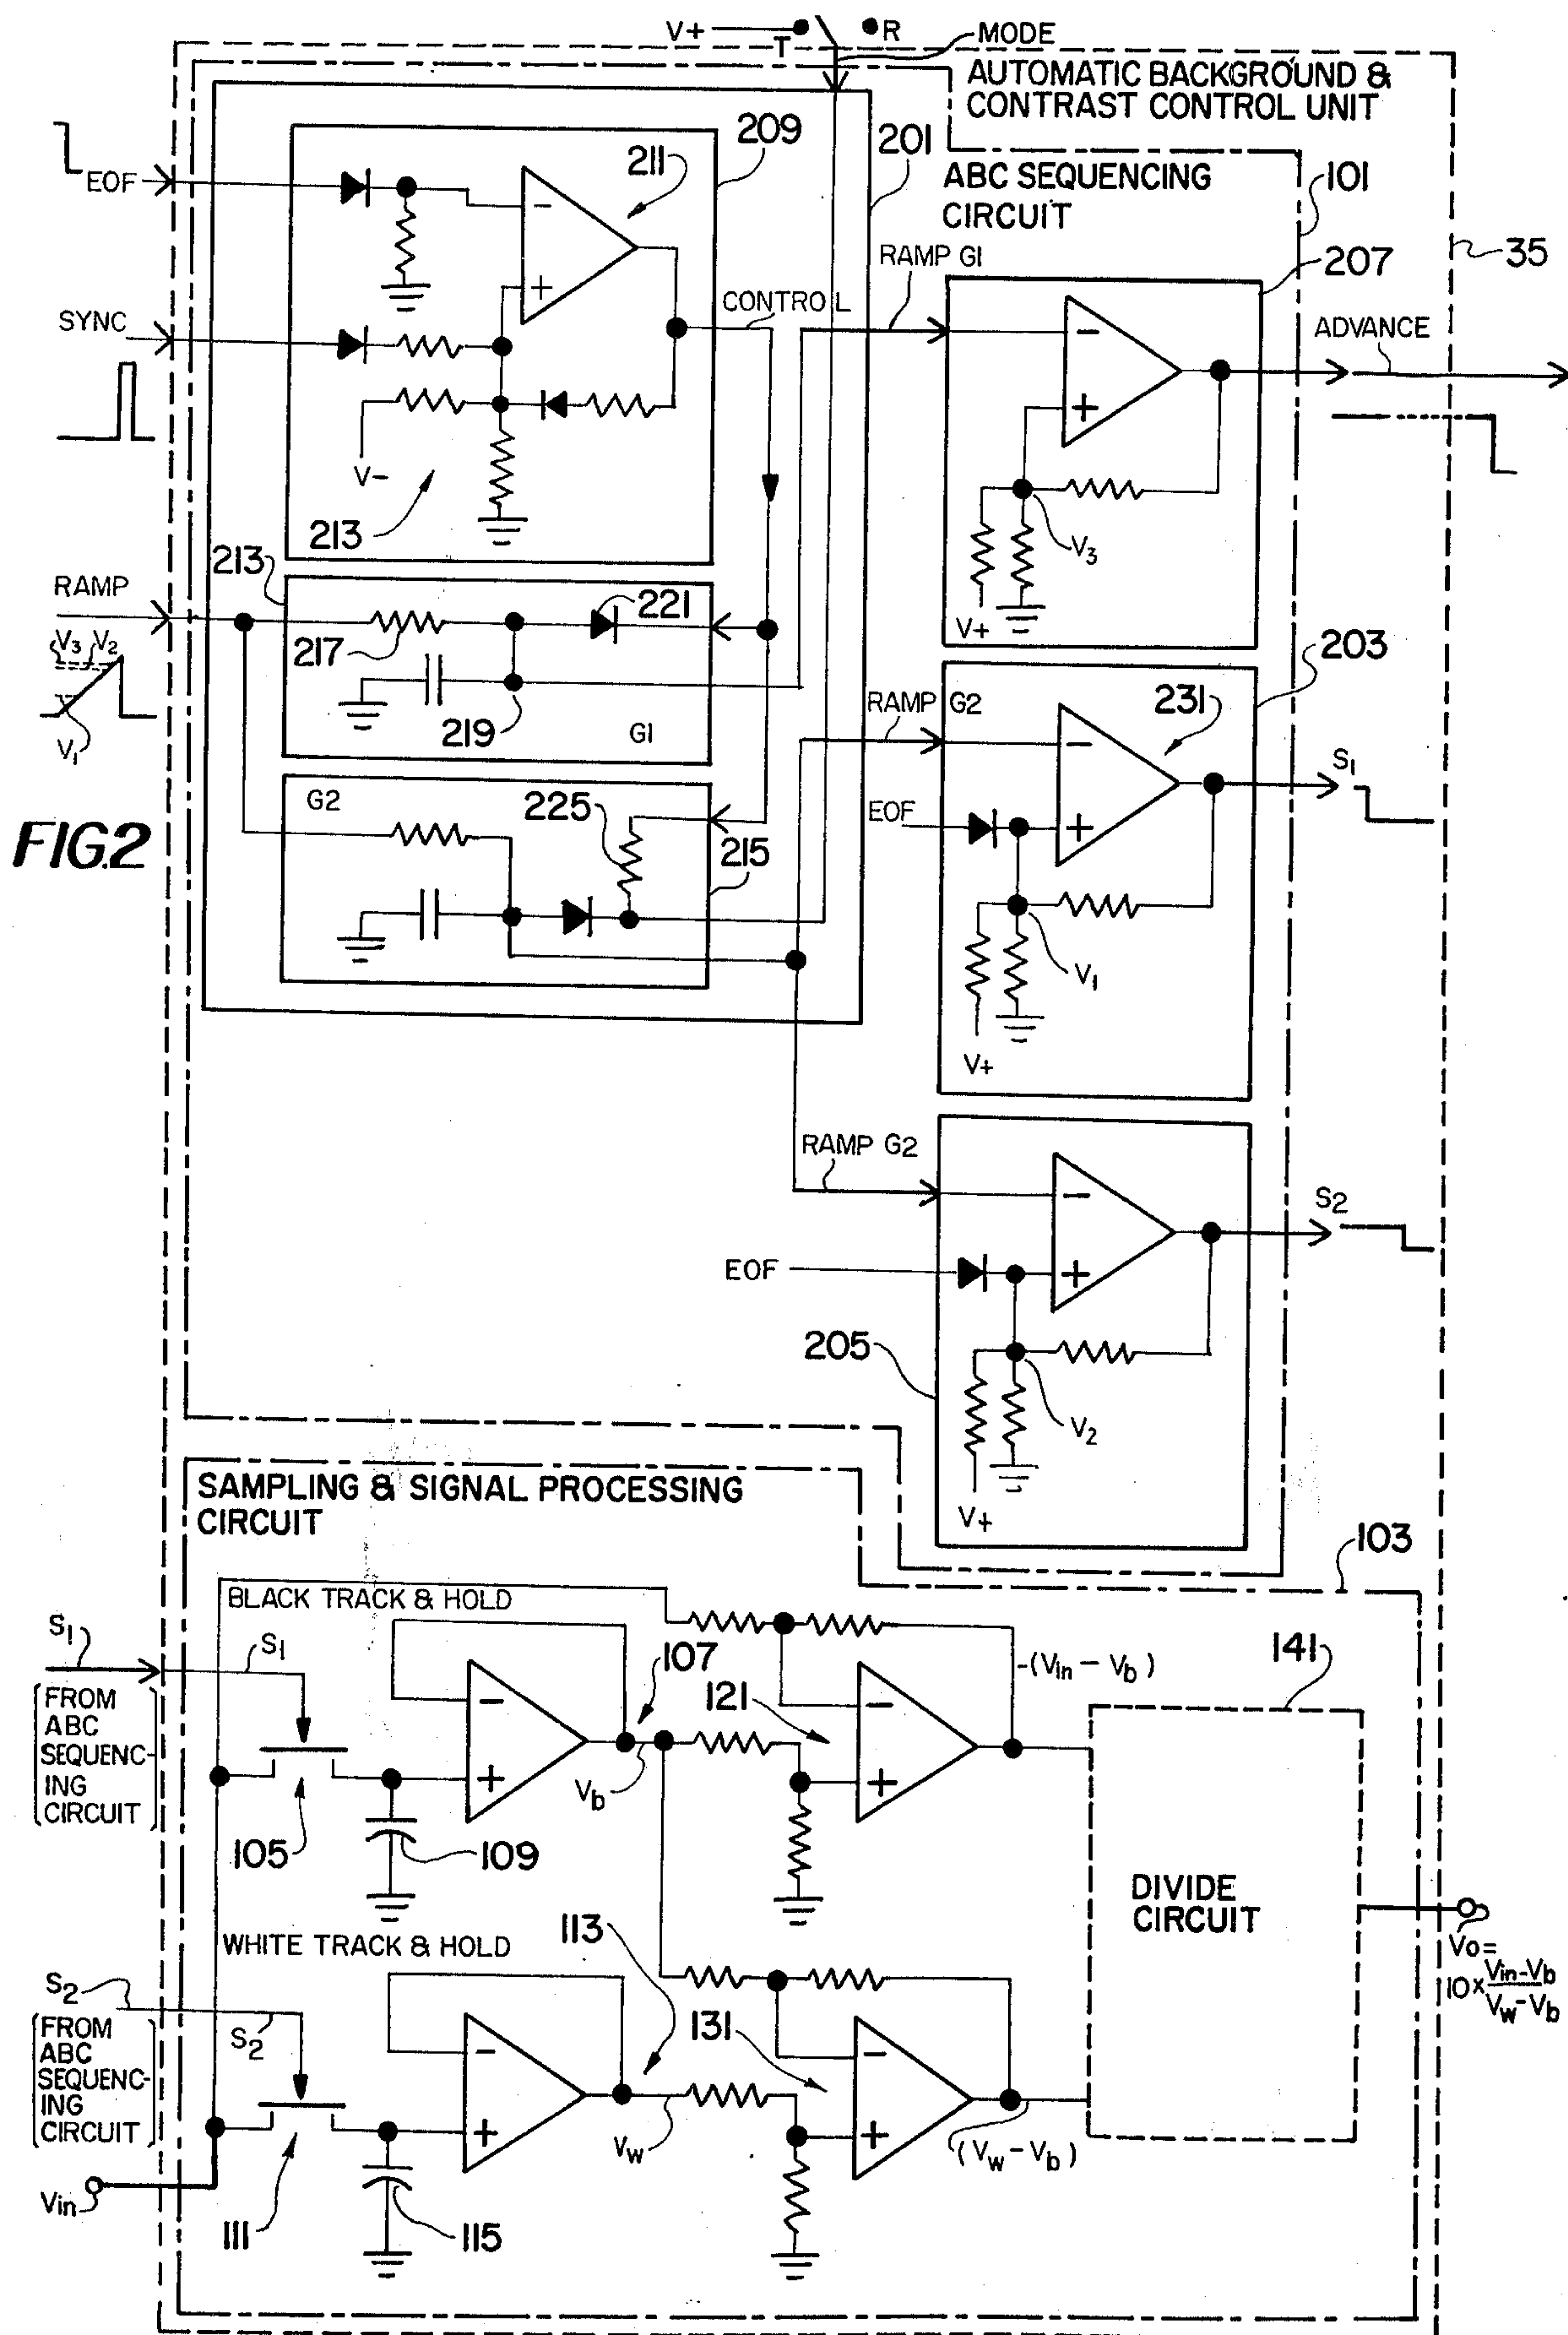 V+
T
R
MODE
AUTOMATIC BACKGROUND &
CONTRAST CONTROL UNIT
209
201
211
EOF
ABC SEQUENCING
CIRCUIT
101
35
−
+
RAMP G1
207
SYNC
CONTROL
ADVANCE
−
+
V-
213
V3
V+
213
RAMP
221
V3 V2
217
203
V1
219
G1
RAMP G2
231
−
S1
G2
225
EOF
+
FIG.2
215
V1
V+
RAMP G2
−
S2
EOF
+
205
V2
V+
SAMPLING & SIGNAL PROCESSING
CIRCUIT
103
BLACK TRACK & HOLD
S1
S1
107
-(Vin - Vb)
141
(FROM
ABC
SEQUENC-
ING
CIRCUIT)
−
121
−
+
Vb
+
105
109
DIVIDE
CIRCUIT
113
WHITE TRACK & HOLD
Vo=
10× Vin-Vb
Vw-Vb
S2
S2
(FROM
ABC
SEQUENC-
ING
CIRCUIT)
131
−
−
+
+
Vw
(Vw - Vb)
Vin
111
115